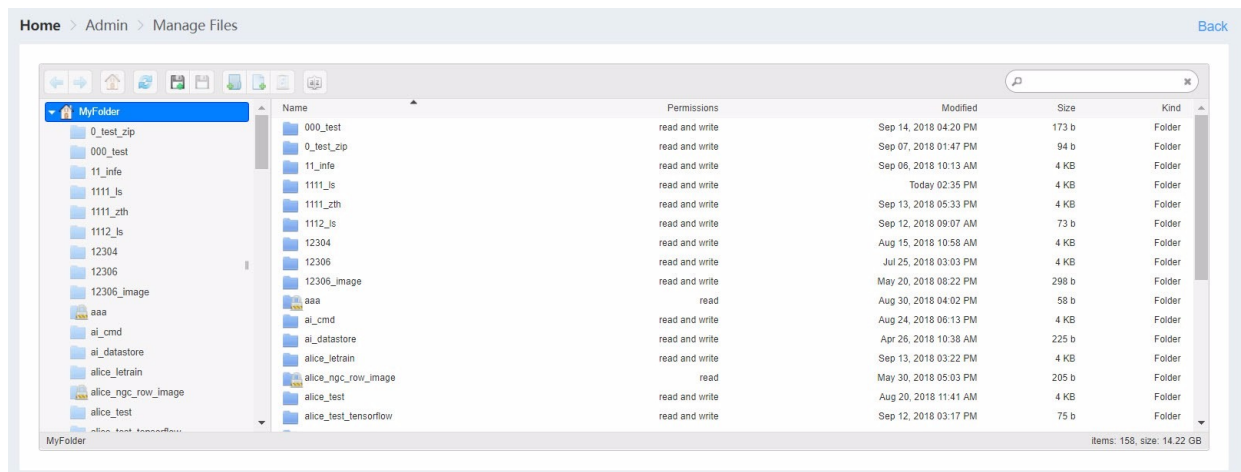 Home > Admin > Manage Files Back
MyFolder
0_test_zip
000_test
11_infe
1111_ls
1111_zth
1112_ls
12304
12306
12306_image
aaa
ai_cmd
ai_datastore
alice_letrain
alice_ngc_row_image
alice_test
alice_test_tensorflow
Name Permissions Modified Size Kind
000_test read and write Sep 14, 2018 04:20 PM 173 b Folder
0_test_zip read and write Sep 07, 2018 01:47 PM 94 b Folder
11_infe read and write Sep 06, 2018 10:13 AM 4 KB Folder
1111_ls read and write Today 02:35 PM 4 KB Folder
1111_zth read and write Sep 13, 2018 05:33 PM 4 KB Folder
1112_ls read and write Sep 12, 2018 09:07 AM 73 b Folder
12304 read and write Aug 15, 2018 10:58 AM 4 KB Folder
12306 read and write Jul 25, 2018 03:03 PM 4 KB Folder
12306_image read and write May 20, 2018 08:22 PM 298 b Folder
aaa read Aug 30, 2018 04:02 PM 58 b Folder
ai_cmd read and write Aug 24, 2018 06:13 PM 4 KB Folder
ai_datastore read and write Apr 26, 2018 10:38 AM 225 b Folder
alice_letrain read and write Sep 13, 2018 03:22 PM 4 KB Folder
alice_ngc_row_image read May 30, 2018 05:03 PM 205 b Folder
alice_test read and write Aug 20, 2018 11:41 AM 4 KB Folder
alice_test_tensorflow read and write Sep 12, 2018 03:17 PM 75 b Folder
MyFolder items: 158, size: 14.22 GB